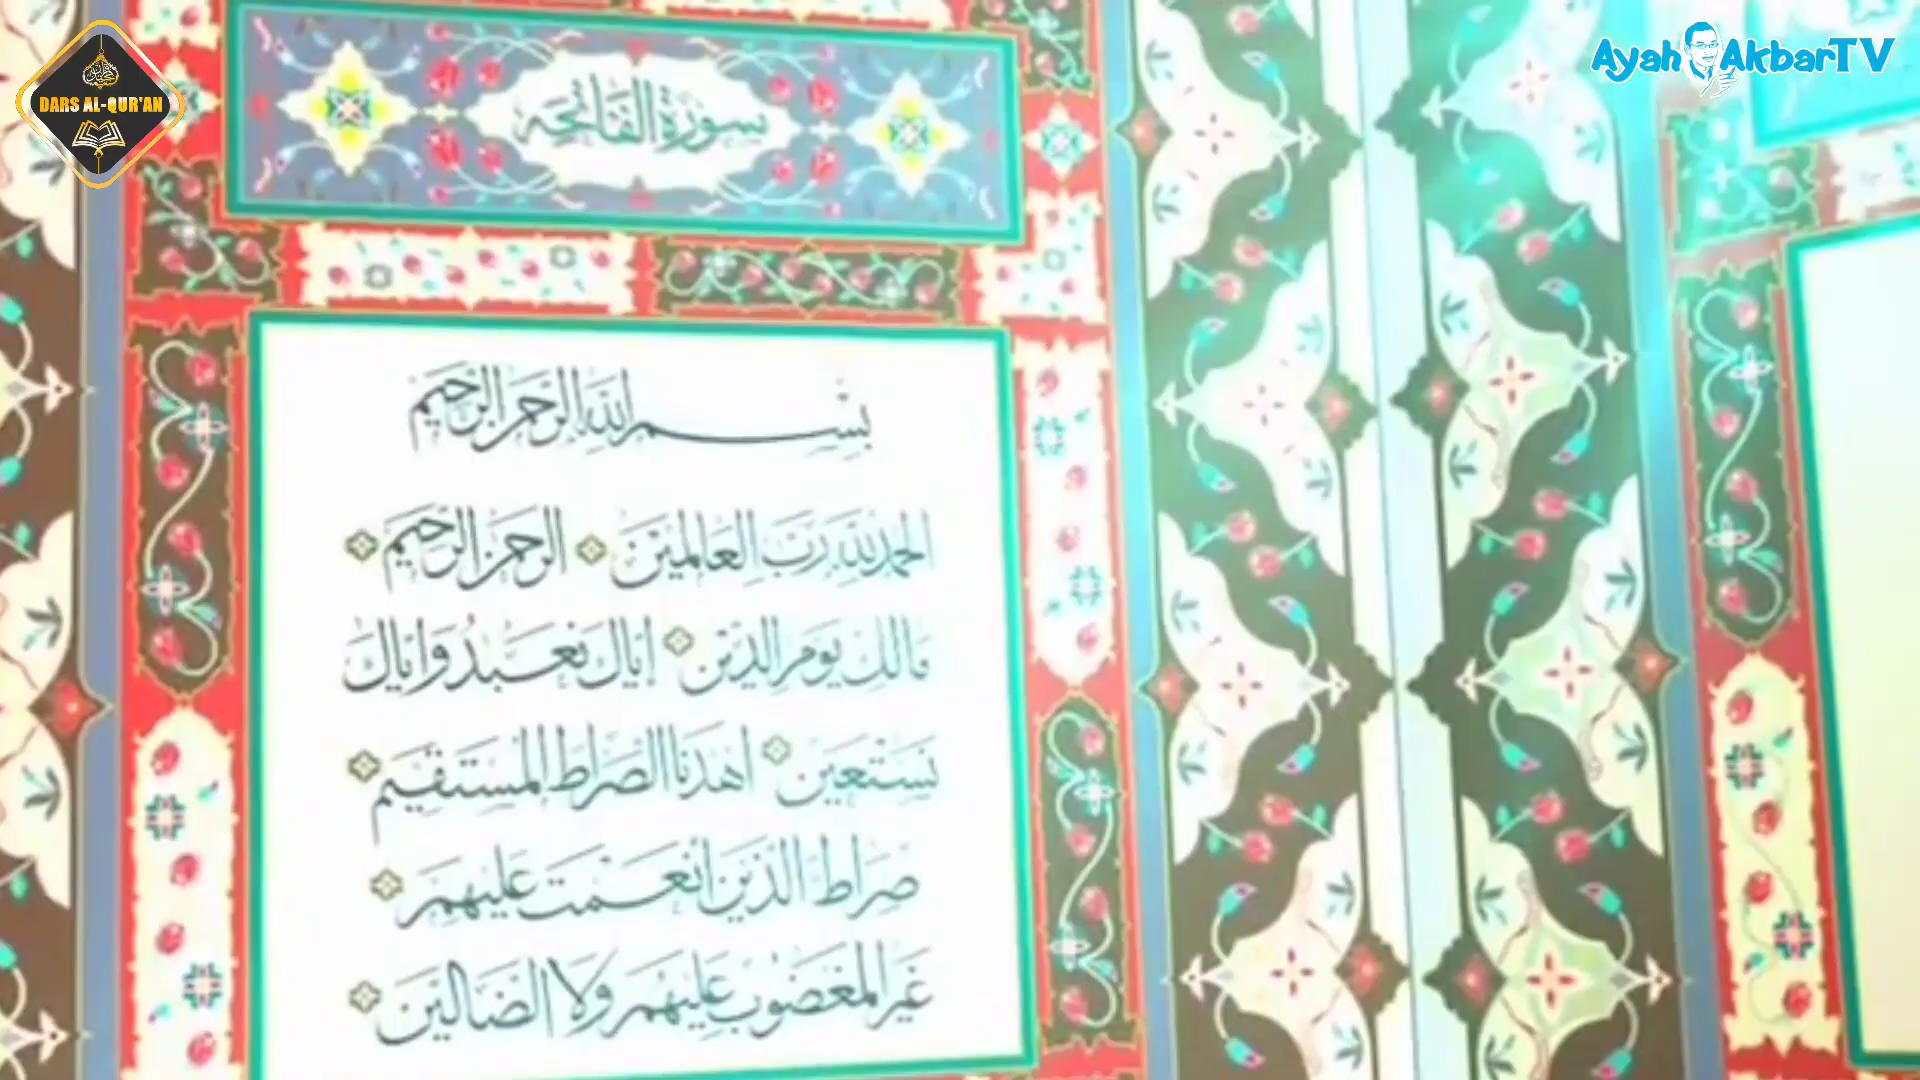 DARS AL-QUR'AN
Ayah AkbarTV
سورة الفاتحة
بسم الله الرحمن الرحيم
الحمد لله رب العالمين الرحمن الرحيم
مالك يوم الدين إياك نعبد وإياك
نستعين اهدنا الصراط المستقيم
صراط الذين أنعمت عليهم
غير المغضوب عليهم ولا الضالين